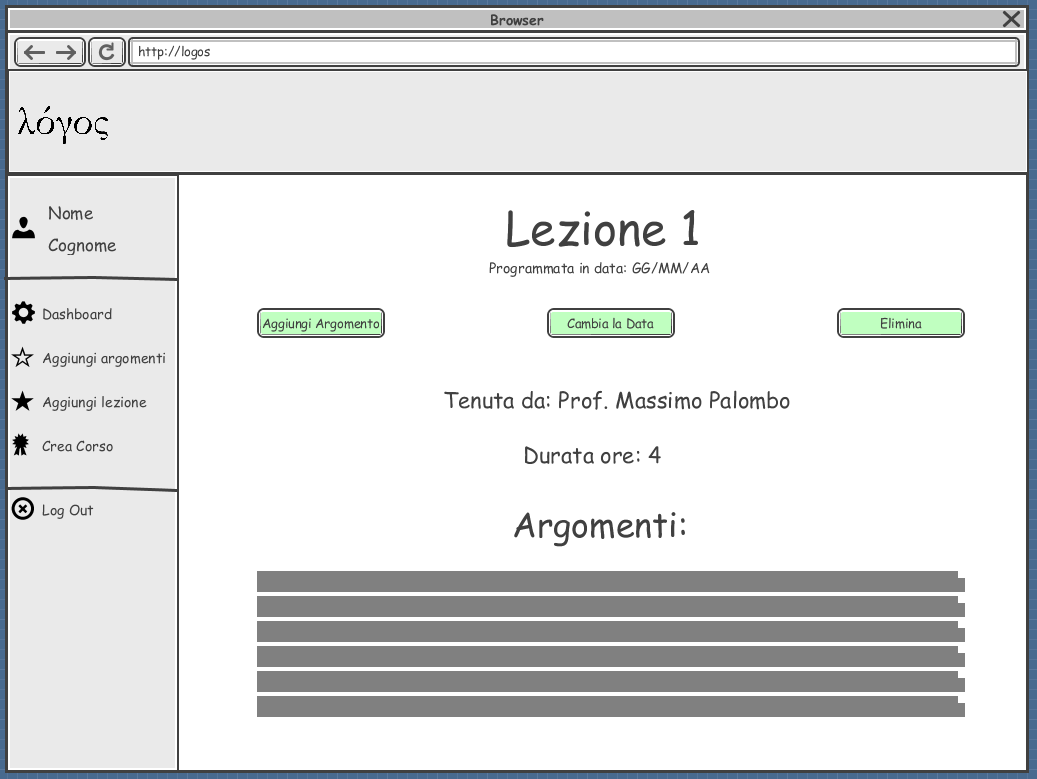 Browser
http://logos
λόγος
Nome
Cognome
Dashboard
Aggiungi argomenti
Aggiungi lezione
Crea Corso
Log Out
Lezione 1
Programmata in data: GG/MM/AA
Aggiungi Argomento
Cambia la Data
Elimina
Tenuta da: Prof. Massimo Palombo
Durata ore: 4
Argomenti: